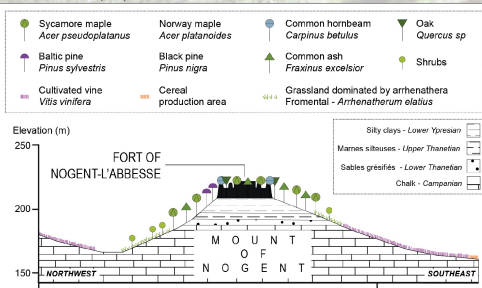 Sycamore maple
Acer pseudoplatanus
Norway maple
Acer platanoides
Common hornbeam
Carpinus betulus
Oak
Quercus sp
Baltic pine
Pinus sylvestris
Black pine
Pinus nigra
Common ash
Fraxinus excelsior
Shrubs
Cultivated vine
Vitis vinifera
Cereal
production area
Grassland dominated by arrhenathera
Fromental - Arrhenatherum elatius
Elevation (m)
250
200
150
FORT OF
NOGENT-L'ABBESSE
Silty clays - Lower Ypresian
Marnes silteuses - Upper Thanetian
Sables grésifiés - Lower Thanetian
Chalk - Campanian
MOUNT
OF
NOGENT
NORTHWEST
SOUTHEAST